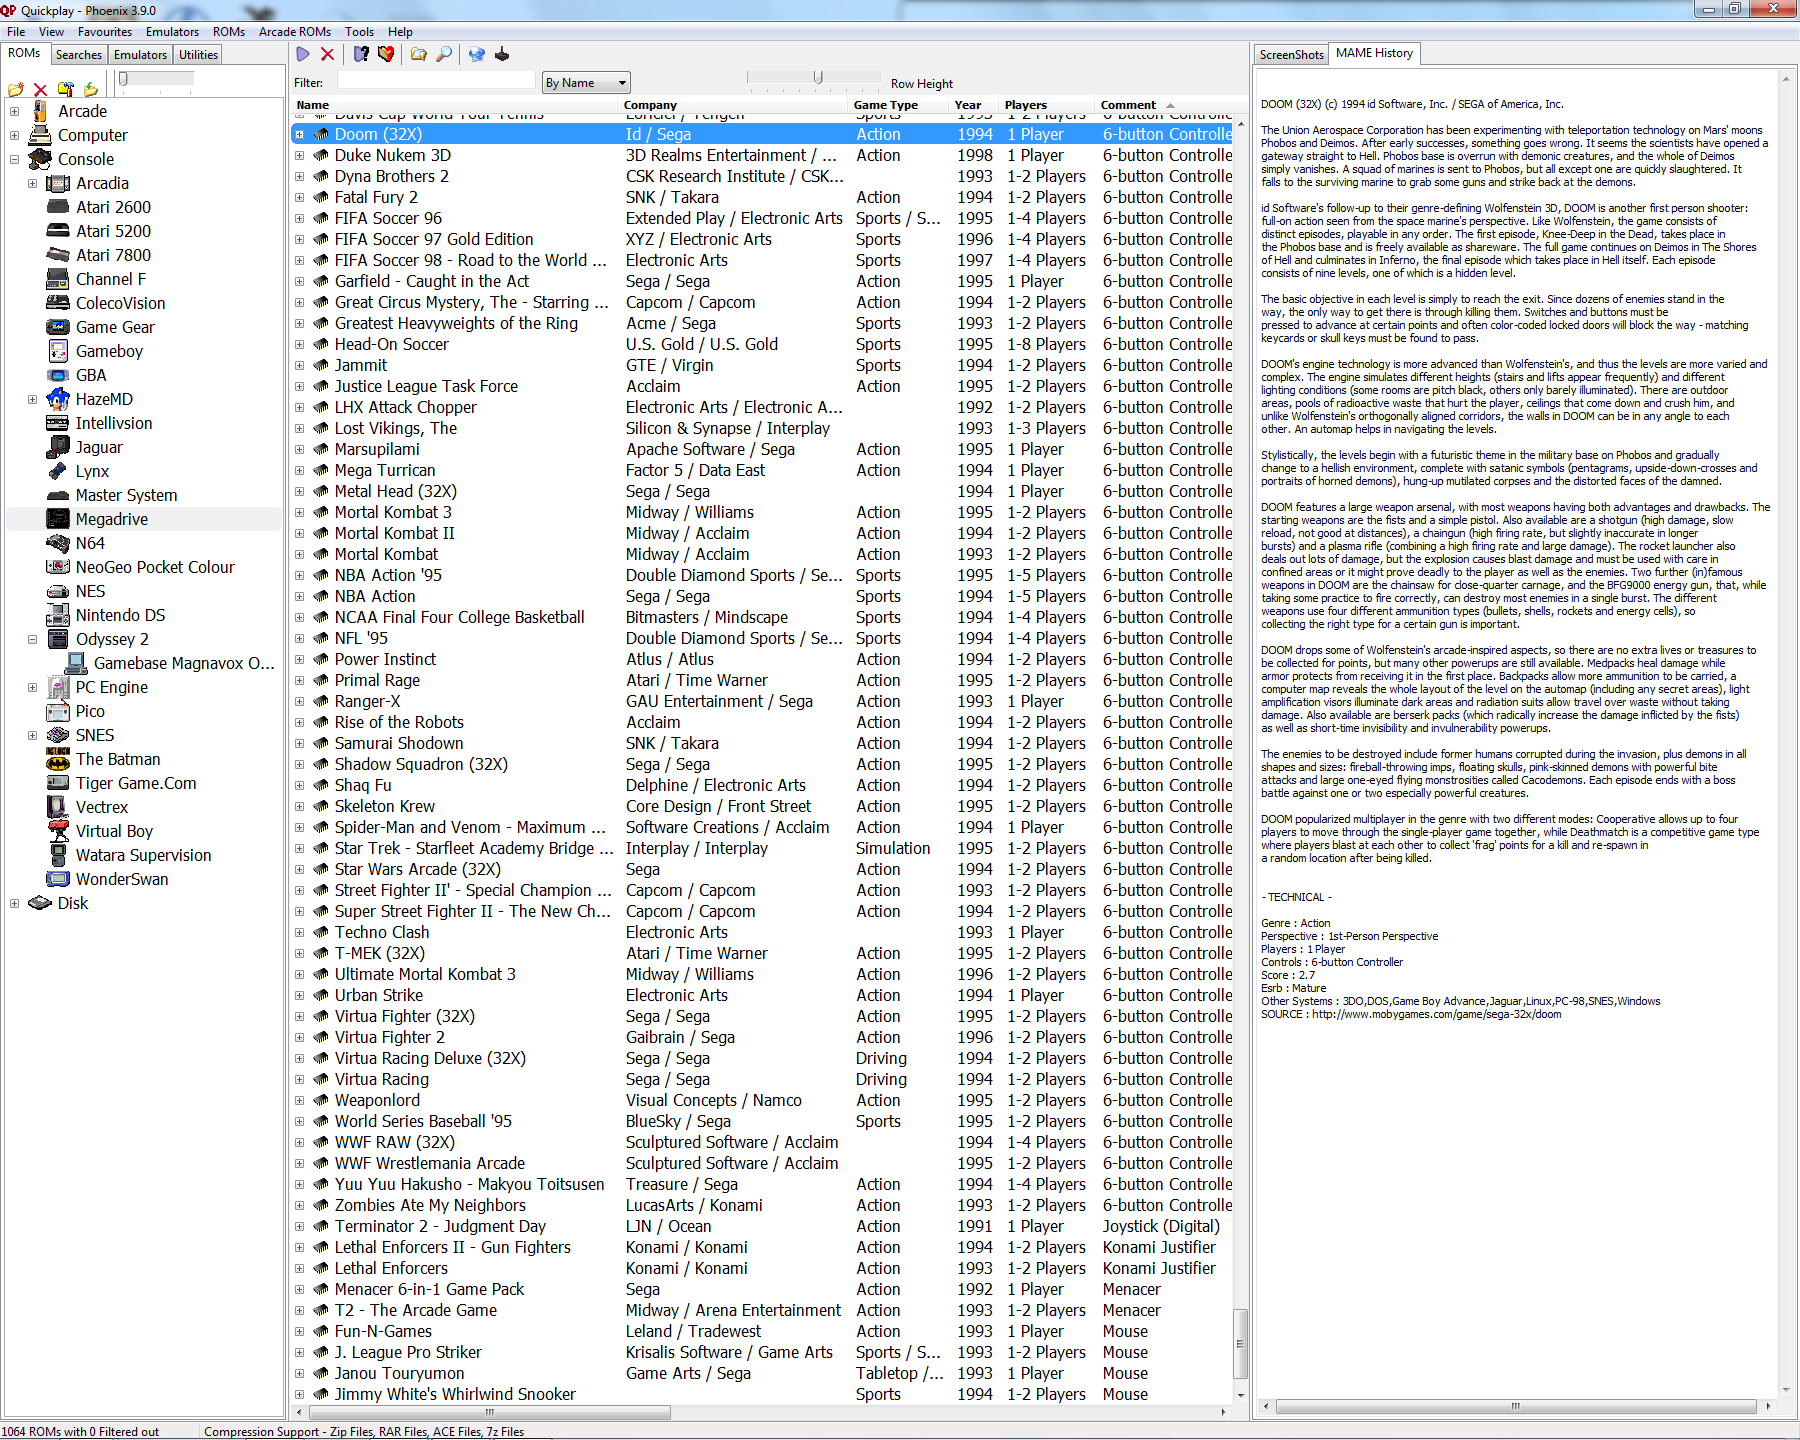 Quickplay - Phoenix 3.9.0
File View Favourites Emulators ROMs Arcade ROMs Tools Help
ROMs Searches Emulators Utilities
Arcade
Computer
Console
Arcadia
Atari 2600
Atari 5200
Atari 7800
Channel F
ColecoVision
Game Gear
Gameboy
GBA
HazeMD
Intellivsion
Jaguar
Lynx
Master System
Megadrive
N64
NeoGeo Pocket Colour
NES
Nintendo DS
Odyssey 2
Gamebase Magnavox O...
PC Engine
Pico
SNES
The Batman
Tiger Game.Com
Vectrex
Virtual Boy
Watara Supervision
WonderSwan
Disk
Filter: By Name Row Height
Name Company Game Type Year Players Comment
Davis Cup World Tour Tennis Loriciel / Tengen Sports 1993 1-2 Players 6-button Controlle
Doom (32X) Id / Sega Action 1994 1 Player 6-button Controlle
Duke Nukem 3D 3D Realms Entertainment / ... Action 1998 1 Player 6-button Controlle
Dyna Brothers 2 CSK Research Institute / CSK... 1993 1-2 Players 6-button Controlle
Fatal Fury 2 SNK / Takara Action 1994 1-2 Players 6-button Controlle
FIFA Soccer 96 Extended Play / Electronic Arts Sports / S... 1995 1-4 Players 6-button Controlle
FIFA Soccer 97 Gold Edition XYZ / Electronic Arts Sports 1996 1-4 Players 6-button Controlle
FIFA Soccer 98 - Road to the World ... Electronic Arts Sports 1997 1-4 Players 6-button Controlle
Garfield - Caught in the Act Sega / Sega Action 1995 1 Player 6-button Controlle
Great Circus Mystery, The - Starring ... Capcom / Capcom Action 1994 1-2 Players 6-button Controlle
Greatest Heavyweights of the Ring Acme / Sega Sports 1993 1-2 Players 6-button Controlle
Head-On Soccer U.S. Gold / U.S. Gold Sports 1995 1-8 Players 6-button Controlle
Jammit GTE / Virgin Sports 1994 1-2 Players 6-button Controlle
Justice League Task Force Acclaim Action 1995 1-2 Players 6-button Controlle
LHX Attack Chopper Electronic Arts / Electronic A... 1992 1-2 Players 6-button Controlle
Lost Vikings, The Silicon & Synapse / Interplay 1993 1-3 Players 6-button Controlle
Marsupilami Apache Software / Sega Action 1995 1 Player 6-button Controlle
Mega Turrican Factor 5 / Data East Action 1994 1 Player 6-button Controlle
Metal Head (32X) Sega / Sega 1994 1 Player 6-button Controlle
Mortal Kombat 3 Midway / Williams Action 1995 1-2 Players 6-button Controlle
Mortal Kombat II Midway / Acclaim Action 1994 1-2 Players 6-button Controlle
Mortal Kombat Midway / Acclaim Action 1993 1-2 Players 6-button Controlle
NBA Action '95 Double Diamond Sports / Se... Sports 1995 1-5 Players 6-button Controlle
NBA Action Sega / Sega Sports 1994 1-5 Players 6-button Controlle
NCAA Final Four College Basketball Bitmasters / Mindscape Sports 1994 1-4 Players 6-button Controlle
NFL '95 Double Diamond Sports / Se... Sports 1994 1-4 Players 6-button Controlle
Power Instinct Atlus / Atlus Action 1994 1-2 Players 6-button Controlle
Primal Rage Atari / Time Warner Action 1995 1-2 Players 6-button Controlle
Ranger-X GAU Entertainment / Sega Action 1993 1 Player 6-button Controlle
Rise of the Robots Acclaim Action 1994 1-2 Players 6-button Controlle
Samurai Shodown SNK / Takara Action 1994 1-2 Players 6-button Controlle
Shadow Squadron (32X) Sega / Sega Action 1995 1-2 Players 6-button Controlle
Shaq Fu Delphine / Electronic Arts Action 1994 1-2 Players 6-button Controlle
Skeleton Krew Core Design / Front Street Action 1995 1-2 Players 6-button Controlle
Spider-Man and Venom - Maximum ... Software Creations / Acclaim Action 1994 1 Player 6-button Controlle
Star Trek - Starfleet Academy Bridge ... Interplay / Interplay Simulation 1995 1-2 Players 6-button Controlle
Star Wars Arcade (32X) Sega Action 1994 1-2 Players 6-button Controlle
Street Fighter II' - Special Champion ... Capcom / Capcom Action 1993 1-2 Players 6-button Controlle
Super Street Fighter II - The New Ch... Capcom / Capcom Action 1994 1-2 Players 6-button Controlle
Techno Clash Electronic Arts 1993 1 Player 6-button Controlle
T-MEK (32X) Atari / Time Warner Action 1995 1-2 Players 6-button Controlle
Ultimate Mortal Kombat 3 Midway / Williams Action 1996 1-2 Players 6-button Controlle
Urban Strike Electronic Arts Action 1994 1 Player 6-button Controlle
Virtua Fighter (32X) Sega / Sega Action 1995 1-2 Players 6-button Controlle
Virtua Fighter 2 Gaibrain / Sega Action 1996 1-2 Players 6-button Controlle
Virtua Racing Deluxe (32X) Sega / Sega Driving 1994 1-2 Players 6-button Controlle
Virtua Racing Sega / Sega Driving 1994 1-2 Players 6-button Controlle
Weaponlord Visual Concepts / Namco Action 1995 1-2 Players 6-button Controlle
World Series Baseball '95 BlueSky / Sega Sports 1995 1-2 Players 6-button Controlle
WWF RAW (32X) Sculptured Software / Acclaim 1994 1-4 Players 6-button Controlle
WWF Wrestlemania Arcade Sculptured Software / Acclaim 1995 1-2 Players 6-button Controlle
Yuu Yuu Hakusho - Makyou Toitsusen Treasure / Sega Action 1994 1-4 Players 6-button Controlle
Zombies Ate My Neighbors LucasArts / Konami Action 1993 1-2 Players 6-button Controlle
Terminator 2 - Judgment Day LJN / Ocean Action 1991 1 Player Joystick (Digital)
Lethal Enforcers II - Gun Fighters Konami / Konami Action 1994 1-2 Players Konami Justifier
Lethal Enforcers Konami / Konami Action 1993 1-2 Players Konami Justifier
Menacer 6-in-1 Game Pack Sega Action 1992 1 Player Menacer
T2 - The Arcade Game Midway / Arena Entertainment Action 1993 1-2 Players Menacer
Fun-N-Games Leland / Tradewest Action 1993 1 Player Mouse
J. League Pro Striker Krisalis Software / Game Arts Sports / S... 1993 1-2 Players Mouse
Janou Touryumon Game Arts / Sega Tabletop /... 1993 1 Player Mouse
Jimmy White's Whirlwind Snooker Sports 1994 1-2 Players Mouse
ScreenShots MAME History
DOOM (32X) (c) 1994 id Software, Inc. / SEGA of America, Inc.
The Union Aerospace Corporation has been experimenting with teleportation technology on Mars' moons
Phobos and Deimos. After early successes, something goes wrong. It seems the scientists have opened a
gateway straight to Hell. Phobos base is overrun with demonic creatures, and the whole of Deimos
simply vanishes. A squad of marines is sent to Phobos, but all except one are quickly slaughtered. It
falls to the surviving marine to grab some guns and strike back at the demons.
id Software's follow-up to their genre-defining Wolfenstein 3D, DOOM is another first person shooter:
full-on action seen from the space marine's perspective. Like Wolfenstein, the game consists of
distinct episodes, playable in any order. The first episode, Knee-Deep in the Dead, takes place in
the Phobos base and is freely available as shareware. The full game continues on Deimos in The Shores
of Hell and culminates in Inferno, the final episode which takes place in Hell itself. Each episode
consists of nine levels, one of which is a hidden level.
The basic objective in each level is simply to reach the exit. Since dozens of enemies stand in the
way, the only way to get there is through killing them. Switches and buttons must be
pressed to advance at certain points and often color-coded locked doors will block the way - matching
keycards or skull keys must be found to pass.
DOOM's engine technology is more advanced than Wolfenstein's, and thus the levels are more varied and
complex. The engine simulates different heights (stairs and lifts appear frequently) and different
lighting conditions (some rooms are pitch black, others only barely illuminated). There are outdoor
areas, pools of radioactive waste that hurt the player, ceilings that come down and crush him, and
unlike Wolfenstein's orthogonally aligned corridors, the walls in DOOM can be in any angle to each
other. An automap helps in navigating the levels.
Stylistically, the levels begin with a futuristic theme in the military base on Phobos and gradually
change to a hellish environment, complete with satanic symbols (pentagrams, upside-down-crosses and
portraits of horned demons), hung-up mutilated corpses and the distorted faces of the damned.
DOOM features a large weapon arsenal, with most weapons having both advantages and drawbacks. The
starting weapons are the fists and a simple pistol. Also available are a shotgun (high damage, slow
reload, not good at distances), a chaingun (high firing rate, but slightly inaccurate in longer
bursts) and a plasma rifle (combining a high firing rate and large damage). The rocket launcher also
deals out lots of damage, but the explosion causes blast damage and must be used with care in
confined areas or it might prove deadly to the player as well as the enemies. Two further (in)famous
weapons in DOOM are the chainsaw for close-quarter carnage, and the BFG9000 energy gun, that, while
taking some practice to fire correctly, can destroy most enemies in a single burst. The different
weapons use four different ammunition types (bullets, shells, rockets and energy cells), so
collecting the right type for a certain gun is important.
DOOM drops some of Wolfenstein's arcade-inspired aspects, so there are no extra lives or treasures to
be collected for points, but many other powerups are still available. Medpacks heal damage while
armor protects from receiving it in the first place. Backpacks allow more ammunition to be carried, a
computer map reveals the whole layout of the level on the automap (including any secret areas), light
amplification visors illuminate dark areas and radiation suits allow travel over waste without taking
damage. Also available are berserk packs (which radically increase the damage inflicted by the fists)
as well as short-time invisibility and invulnerability powerups.
The enemies to be destroyed include former humans corrupted during the invasion, plus demons in all
shapes and sizes: fireball-throwing imps, floating skulls, pink-skinned demons with powerful bite
attacks and large one-eyed flying monstrosities called Cacodemons. Each episode ends with a boss
battle against one or two especially powerful creatures.
DOOM popularized multiplayer in the genre with two different modes: Cooperative allows up to four
players to move through the single-player game together, while Deathmatch is a competitive game type
where players blast at each other to collect 'frag' points for a kill and re-spawn in
a random location after being killed.
- TECHNICAL -
Genre : Action
Perspective : 1st-Person Perspective
Players : 1 Player
Controls : 6-button Controller
Score : 2.7
Esrb : Mature
Other Systems : 3DO,DOS,Game Boy Advance,Jaguar,Linux,PC-98,SNES,Windows
SOURCE : http://www.mobygames.com/game/sega-32x/doom
1064 ROMs with 0 Filtered out Compression Support - Zip Files, RAR Files, ACE Files, 7z Files